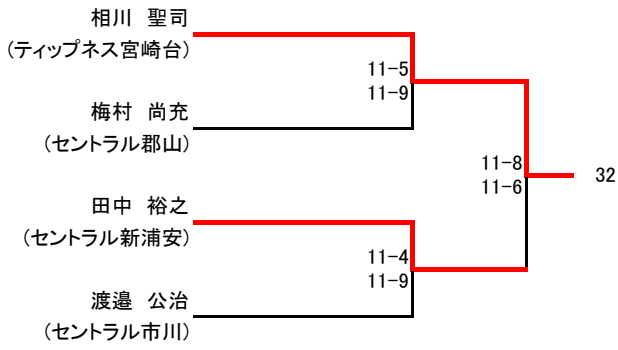 相川　聖司
(ティップネス宮崎台)
11-5
11-9
梅村　尚充
(セントラル郡山)
11-8
11-6
32
田中　裕之
(セントラル新浦安)
11-4
11-9
渡邉　公治
(セントラル市川)